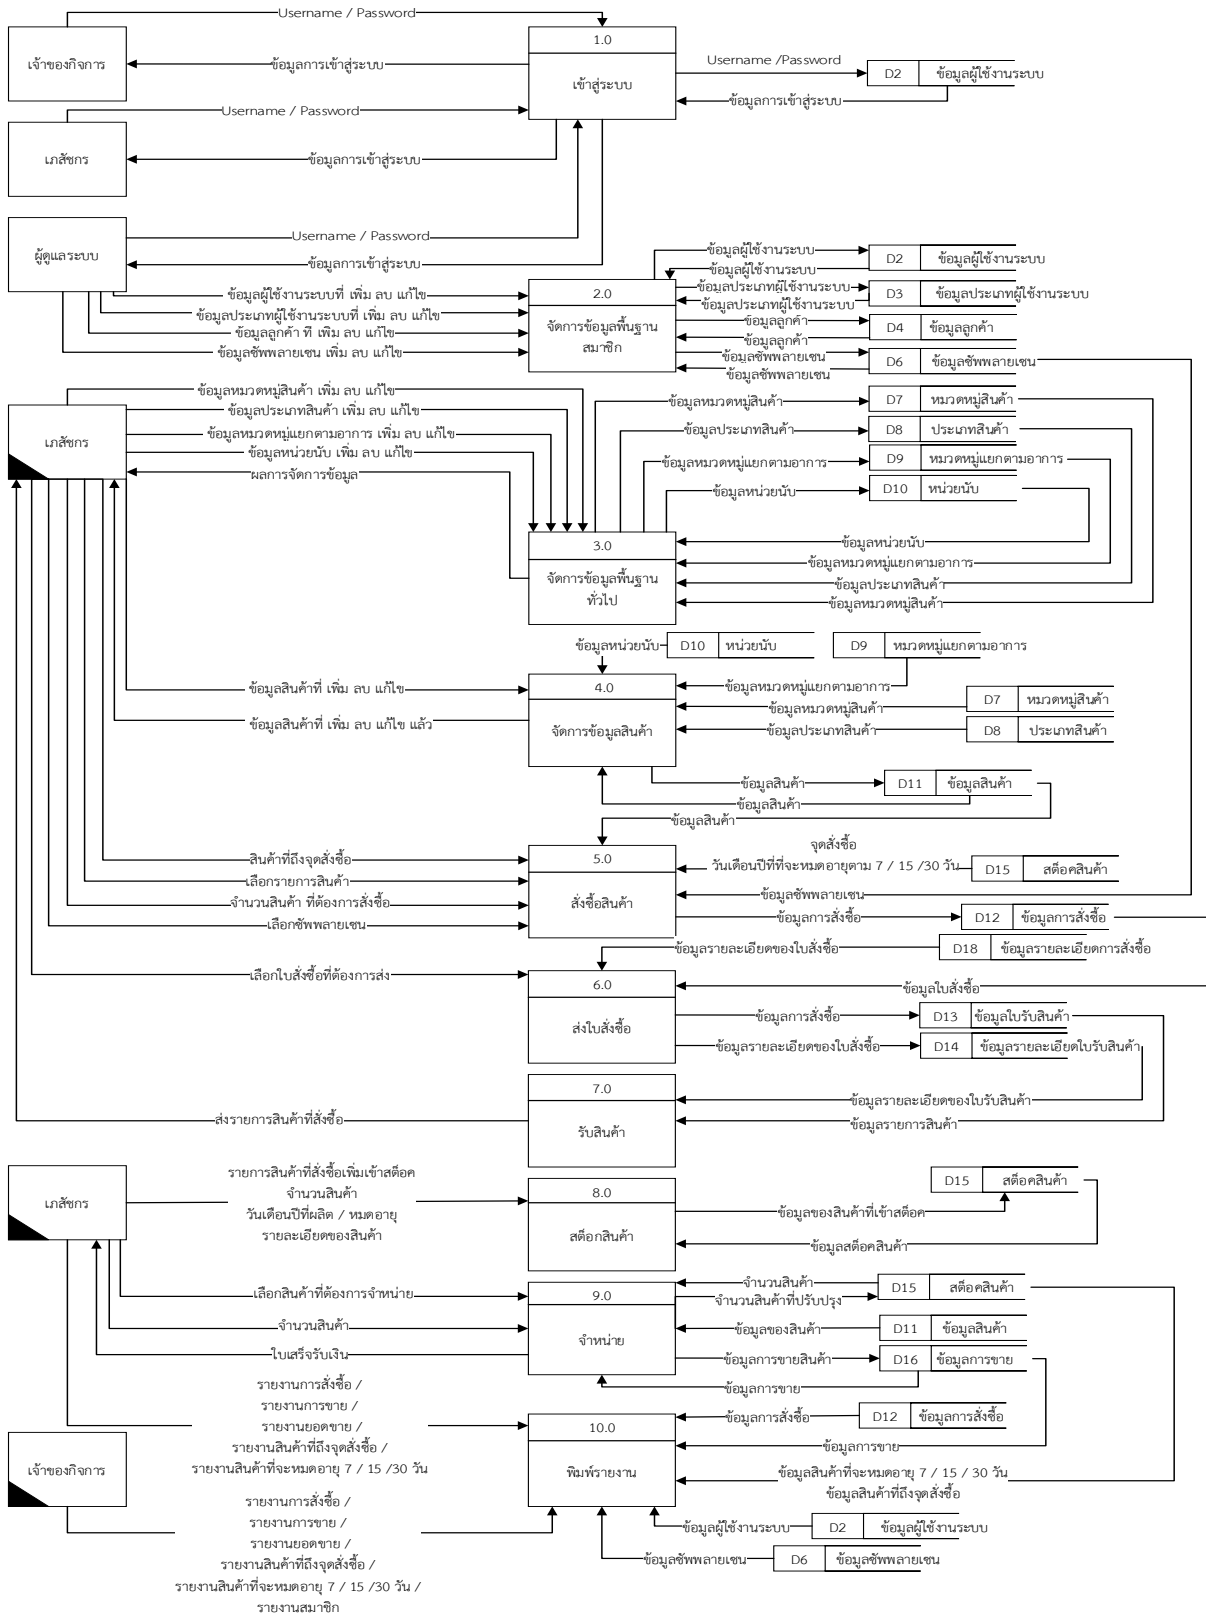 Username / Password
1.0
เจ้าของกิจการ
ข้อมูลการเข้าสู่ระบบ
เข้าสู่ระบบ
Username /Password
D2
ข้อมูลผู้ใช้งานระบบ
ข้อมูลการเข้าสู่ระบบ
Username / Password
เภสัชกร
ข้อมูลการเข้าสู่ระบบ
ผู้ดูแลระบบ
Username / Password
ข้อมูลการเข้าสู่ระบบ
ข้อมูลผู้ใช้งานระบบ
D2
ข้อมูลผู้ใช้งานระบบ
ข้อมูลผู้ใช้งานระบบ
ข้อมูลผู้ใช้งานระบบที่ เพิ่ม ลบ แก้ไข
2.0
ข้อมูลประเภทผู้ใช้งานระบบ
D3
ข้อมูลประเภทผู้ใช้งานระบบ
ข้อมูลประเภทผู้ใช้งานระบบ
ข้อมูลประเภทผู้ใช้งานระบบที่ เพิ่ม ลบ แก้ไข
จัดการข้อมูลพื้นฐาน
สมาชิก
ข้อมูลลูกค้า
D4
ข้อมูลลูกค้า
ข้อมูลลูกค้า ที เพิ่ม ลบ แก้ไข
ข้อมูลลูกค้า
ข้อมูลซัพพลายเซน เพิ่ม ลบ แก้ไข
ข้อมูลซัพพลายเซน
D6
ข้อมูลซัพพลายเซน
ข้อมูลซัพพลายเซน
ข้อมูลหมวดหมู่สินค้า เพิ่ม ลบ แก้ไข
ข้อมูลหมวดหมู่สินค้า
D7
หมวดหมู่สินค้า
ข้อมูลประเภทสินค้า เพิ่ม ลบ แก้ไข
ข้อมูลประเภทสินค้า
D8
ประเภทสินค้า
เภสัชกร
ข้อมูลหมวดหมู่แยกตามอาการ เพิ่ม ลบ แก้ไข
ข้อมูลหน่วยนับ เพิ่ม ลบ แก้ไข
ข้อมูลหมวดหมู่แยกตามอาการ
D9
หมวดหมู่แยกตามอาการ
ผลการจัดการข้อมูล
ข้อมูลหน่วยนับ
D10
หน่วยนับ
3.0
จัดการข้อมูลพื้นฐาน
ทั่วไป
ข้อมูลหน่วยนับ
ข้อมูลหมวดหมู่แยกตามอาการ
ข้อมูลประเภทสินค้า
ข้อมูลหมวดหมู่สินค้า
ข้อมูลหน่วยนับ
D10
หน่วยนับ
D9
หมวดหมู่แยกตามอาการ
ข้อมูลสินค้าที่ เพิ่ม ลบ แก้ไข
4.0
ข้อมูลหมวดหมู่แยกตามอาการ
ข้อมูลหมวดหมู่สินค้า
D7
หมวดหมู่สินค้า
ข้อมูลสินค้าที่ เพิ่ม ลบ แก้ไข แล้ว
จัดการข้อมูลสินค้า
ข้อมูลประเภทสินค้า
D8
ประเภทสินค้า
ข้อมูลสินค้า
D11
ข้อมูลสินค้า
ข้อมูลสินค้า
ข้อมูลสินค้า
สินค้าที่ถึงจุดสั่งซื้อ
5.0
จุดสั่งซื้อ
วันเดือนปีที่ที่จะหมดอายุตาม 7 / 15 /30 วัน
D15
สต็อคสินค้า
เลือกรายการสินค้า
จำนวนสินค้า ที่ต้องการสั่งซื้อ
สั่งซื้อสินค้า
ข้อมูลซัพพลายเซน
เลือกซัพพลายเซน
ข้อมูลการสั่งซื้อ
D12
ข้อมูลการสั่งซื้อ
ข้อมูลรายละเอียดของใบสั่งซื้อ
D18
ข้อมูลรายละเอียดการสั่งซื้อ
เลือกใบสั่งซื้อที่ต้องการส่ง
6.0
ข้อมูลใบสั่งซื้อ
ส่งใบสั่งซื้อ
ข้อมูลการสั่งซื้อ
D13
ข้อมูลใบรับสินค้า
ข้อมูลรายละเอียดของใบสั่งซื้อ
D14
ข้อมูลรายละเอียดใบรับสินค้า
7.0
ข้อมูลรายละเอียดของใบรับสินค้า
ส่งรายการสินค้าที่สั่งซื้อ
รับสินค้า
ข้อมูลรายการสินค้า
เภสัชกร
รายการสินค้าที่สั่งซื้อเพิ่มเข้าสต็อค
จำนวนสินค้า
วันเดือนปีที่ผลิต / หมดอายุ
รายละเอียดของสินค้า
8.0
สต็อกสินค้า
D15
สต็อคสินค้า
ข้อมูลของสินค้าที่เข้าสต็อค
ข้อมูลสต็อคสินค้า
เลือกสินค้าที่ต้องการจำหน่าย
9.0
จำนวนสินค้า
จำนวนสินค้าที่ปรับปรุง
D15
สต็อคสินค้า
จำนวนสินค้า
จำหน่าย
ข้อมูลของสินค้า
D11
ข้อมูลสินค้า
ใบเสร็จรับเงิน
ข้อมูลการขายสินค้า
D16
ข้อมูลการขาย
ข้อมูลการขาย
รายงานการสั่งซื้อ /
รายงานการขาย /
รายงานยอดขาย /
รายงานสินค้าที่ถึงจุดสั่งซื้อ /
รายงานสินค้าที่จะหมดอายุ 7 / 15 /30 วัน
10.0
ข้อมูลการสั่งซื้อ
D12
ข้อมูลการสั่งซื้อ
ข้อมูลการขาย
เจ้าของกิจการ
พิมพ์รายงาน
ข้อมูลสินค้าที่จะหมดอายุ 7 / 15 / 30 วัน
ข้อมูลสินค้าที่ถึงจุดสั่งซื้อ
รายงานการสั่งซื้อ /
รายงานการขาย /
รายงานยอดขาย /
รายงานสินค้าที่ถึงจุดสั่งซื้อ /
รายงานสินค้าที่จะหมดอายุ 7 / 15 /30 วัน /
รายงานสมาชิก
ข้อมูลผู้ใช้งานระบบ
D2
ข้อมูลผู้ใช้งานระบบ
ข้อมูลซัพพลายเซน
D6
ข้อมูลซัพพลายเซน